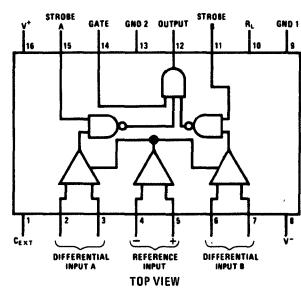 V+ STROBE A GATE GND 2 OUTPUT STROBE RL GND 1
16 15 14 13 12 11 10 9
1 2 3 4 5 6 7 8
CEXT − + V−
DIFFERENTIAL INPUT A REFERENCE INPUT DIFFERENTIAL INPUT B
TOP VIEW